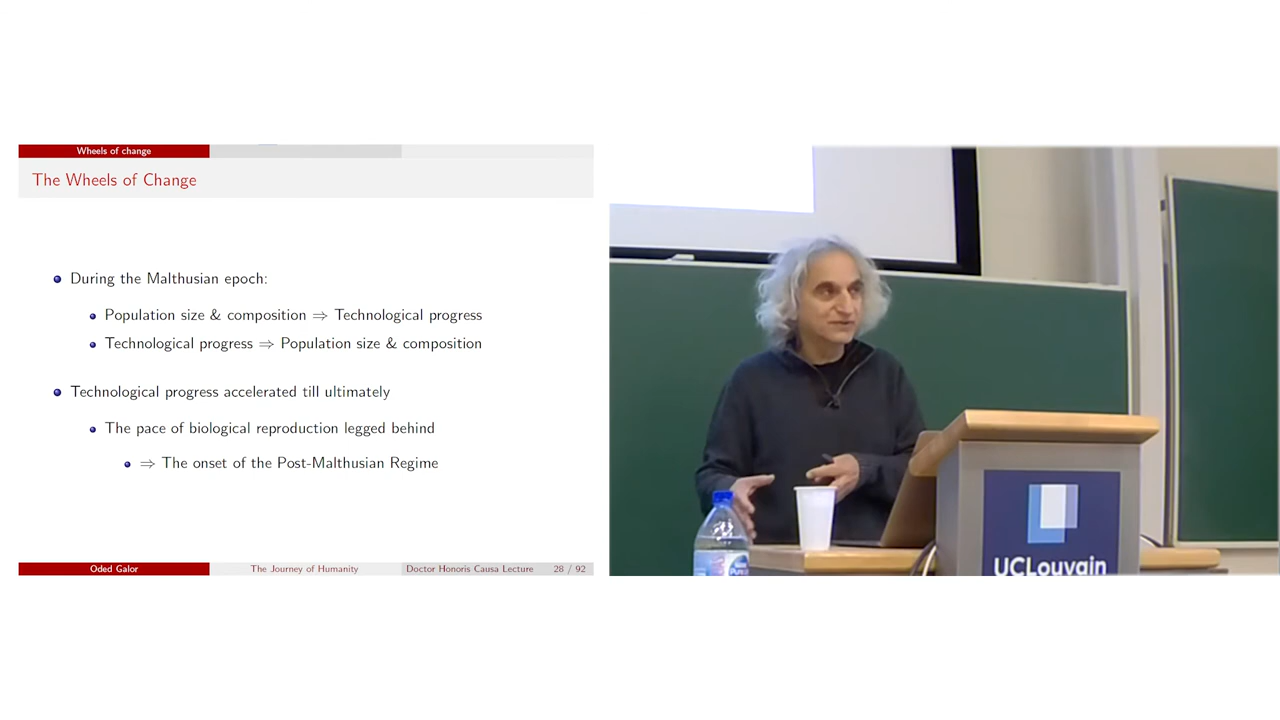 Wheels of change
The Wheels of Change
During the Malthusian epoch:
Population size & composition ⇒ Technological progress
Technological progress ⇒ Population size & composition
Technological progress accelerated till ultimately
The pace of biological reproduction legged behind
⇒ The onset of the Post-Malthusian Regime
Oded Galor The Journey of Humanity Doctor Honoris Causa Lecture 28 / 92
UCLouvain